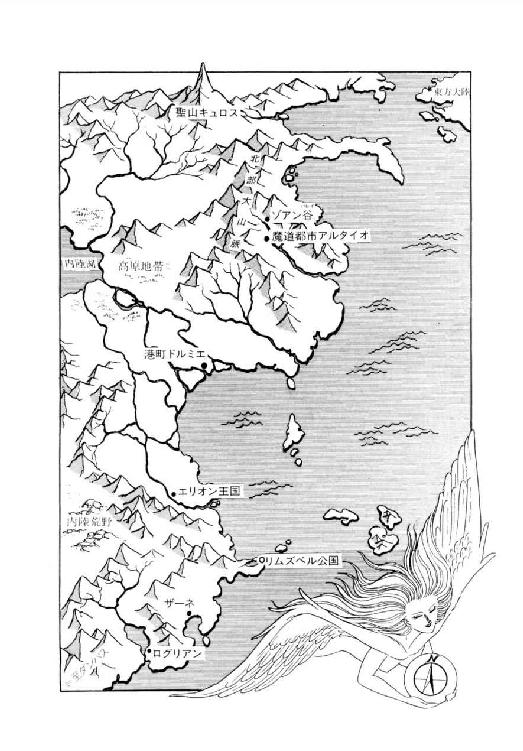 東方大陸
聖山キュロス
北部大山脈
ゾアン谷
魔道都市アルタイオ
内陸湾
高原地帯
港町ドルミエ
エリオン王国
内陸荒野
リムズベル公国
ザーネ
ログリアン
N